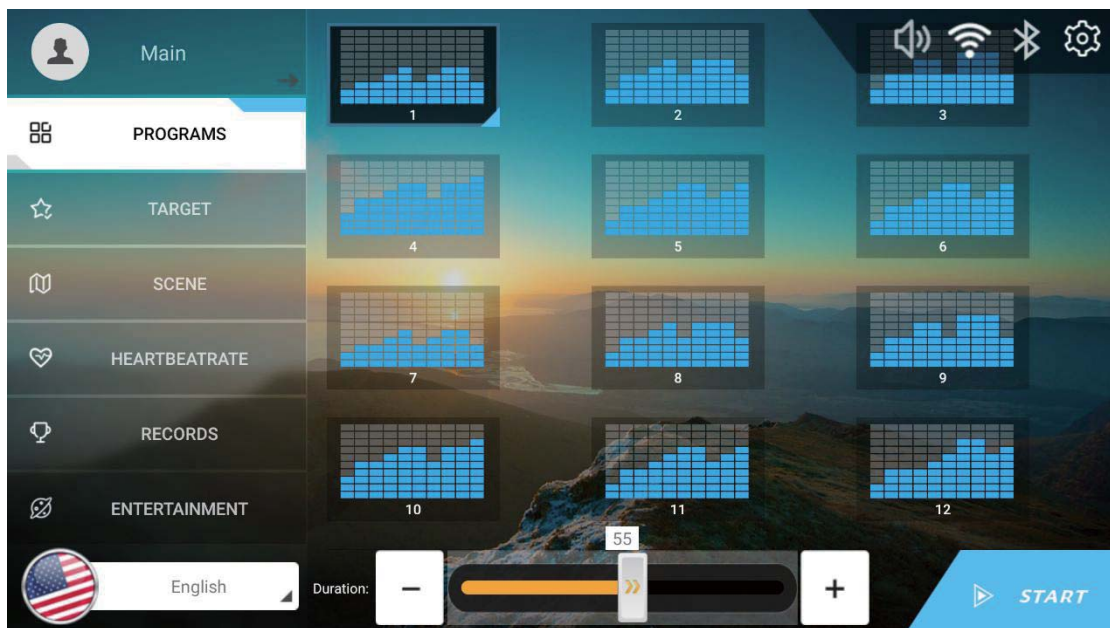 Main
PROGRAMS
TARGET
SCENE
HEARTBEATRATE
RECORDS
ENTERTAINMENT
English
1
2
3
4
5
6
7
8
9
10
11
12
55
Duration:
−
+
START